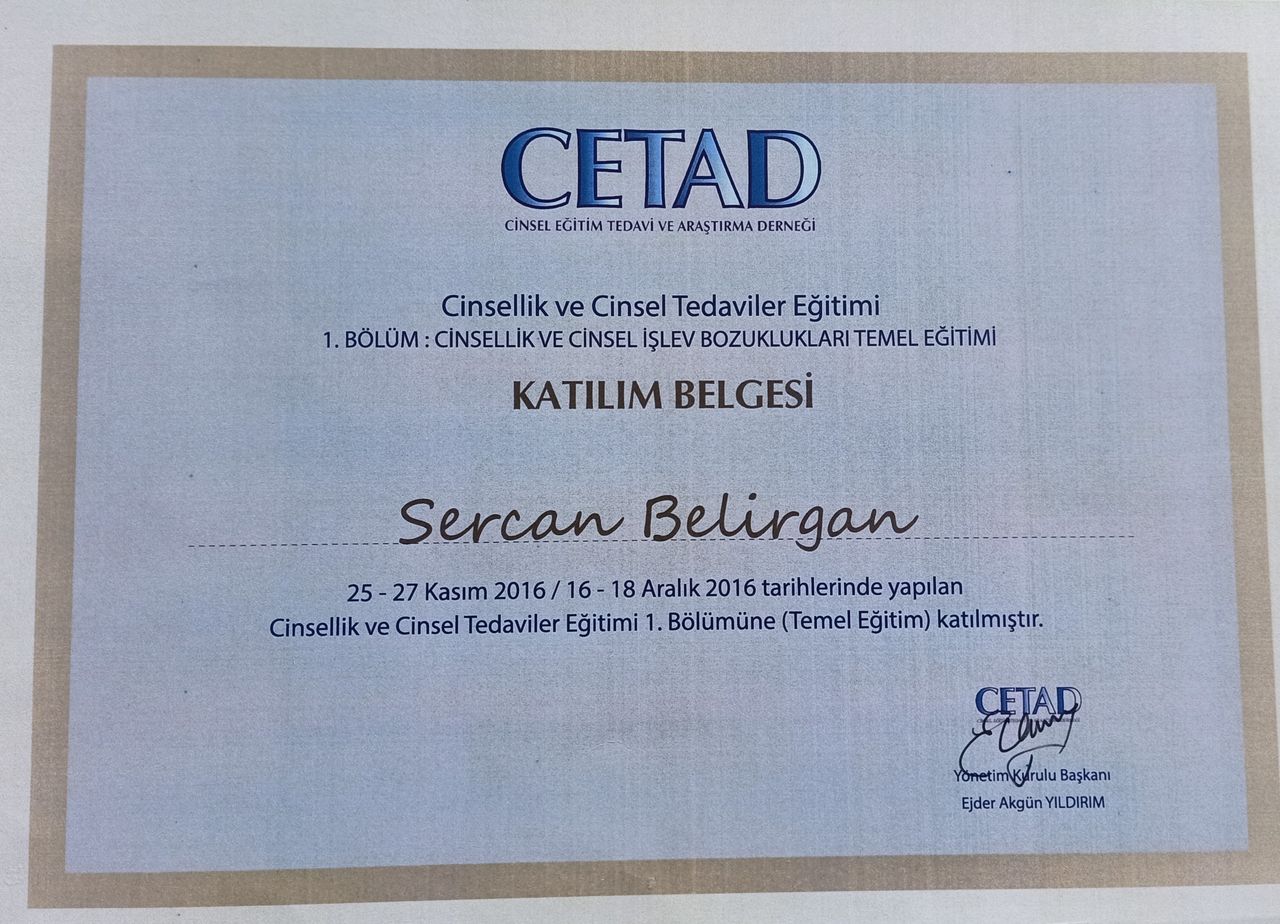 CETAD
CİNSEL EĞİTİM TEDAVİ VE ARAŞTIRMA DERNEĞİ
Cinsellik ve Cinsel Tedaviler Eğitimi
1. BÖLÜM : CİNSELLİK VE CİNSEL İŞLEV BOZUKLUKLARI TEMEL EĞİTİMİ
KATILIM BELGESİ
Sercan Belirgan
25 - 27 Kasım 2016 / 16 - 18 Aralık 2016 tarihlerinde yapılan
Cinsellik ve Cinsel Tedaviler Eğitimi 1. Bölümüne (Temel Eğitim) katılmıştır.
CETAD
Yönetim Kurulu Başkanı
Ejder Akgün YILDIRIM